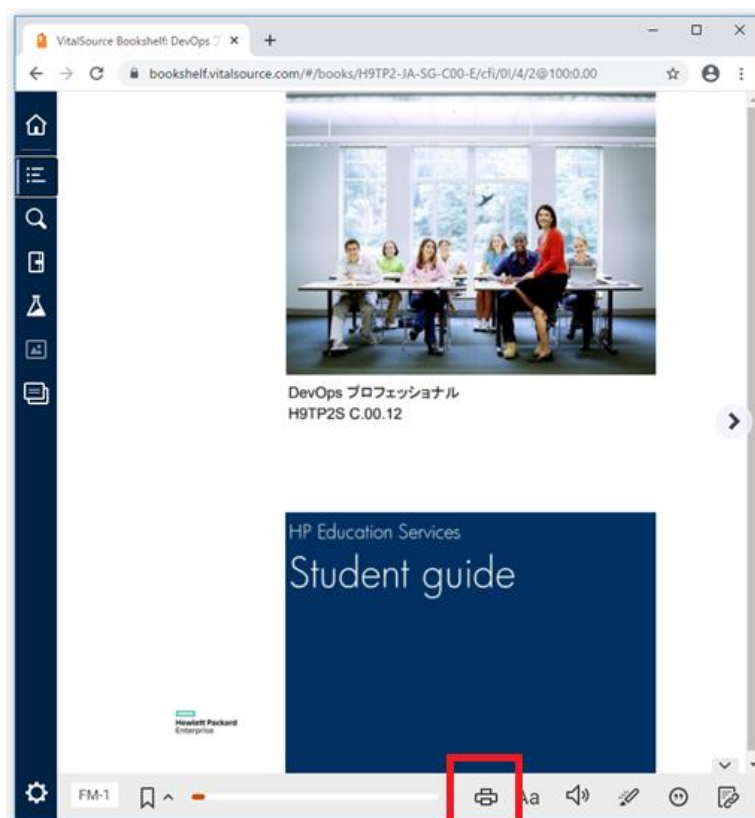 VitalSource Bookshelf: DevOps プ
bookshelf.vitalsource.com/#/books/H9TP2-JA-SG-C00-E/cfi/0!/4/2@100:0.00
DevOps プロフェッショナル
H9TP2S C.00.12
HP Education Services
Student guide
Hewlett Packard
Enterprise
FM-1
Aa